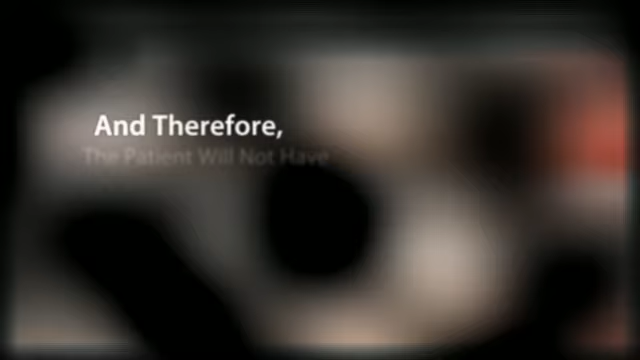 And Therefore,
The Patient Will Not Have